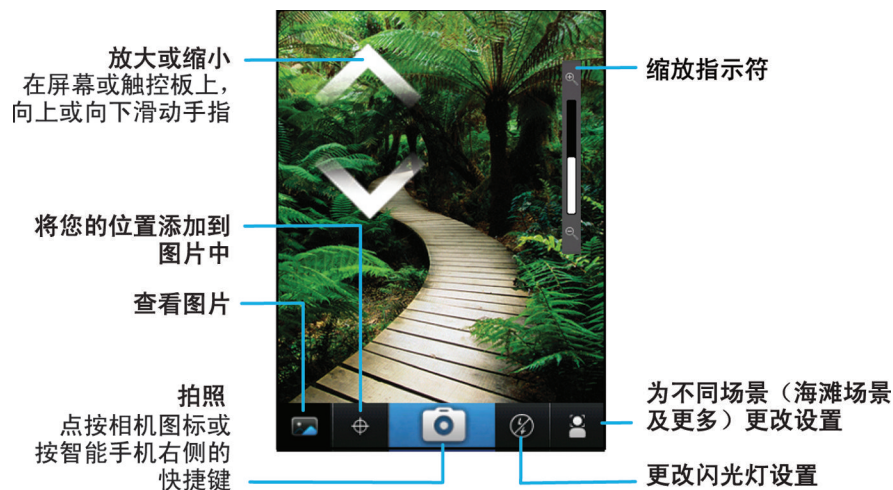 放大或缩小
在屏幕或触控板上，
向上或向下滑动手指
缩放指示符
将您的位置添加到
图片中
查看图片
拍照
点按相机图标或
按智能手机右侧的
快捷键
为不同场景（海滩场景
及更多）更改设置
更改闪光灯设置